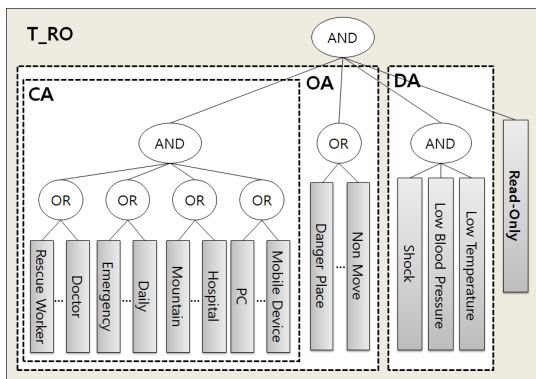 T_RO
AND
CA
OA
DA
AND
OR
AND
OR
OR
OR
OR
Rescue Worker
...
Doctor
Emergency
...
Daily
Mountain
...
Hospital
PC
...
Mobile Device
Danger Place
...
Non Move
Shock
Low Blood Pressure
Low Temperature
Read-Only